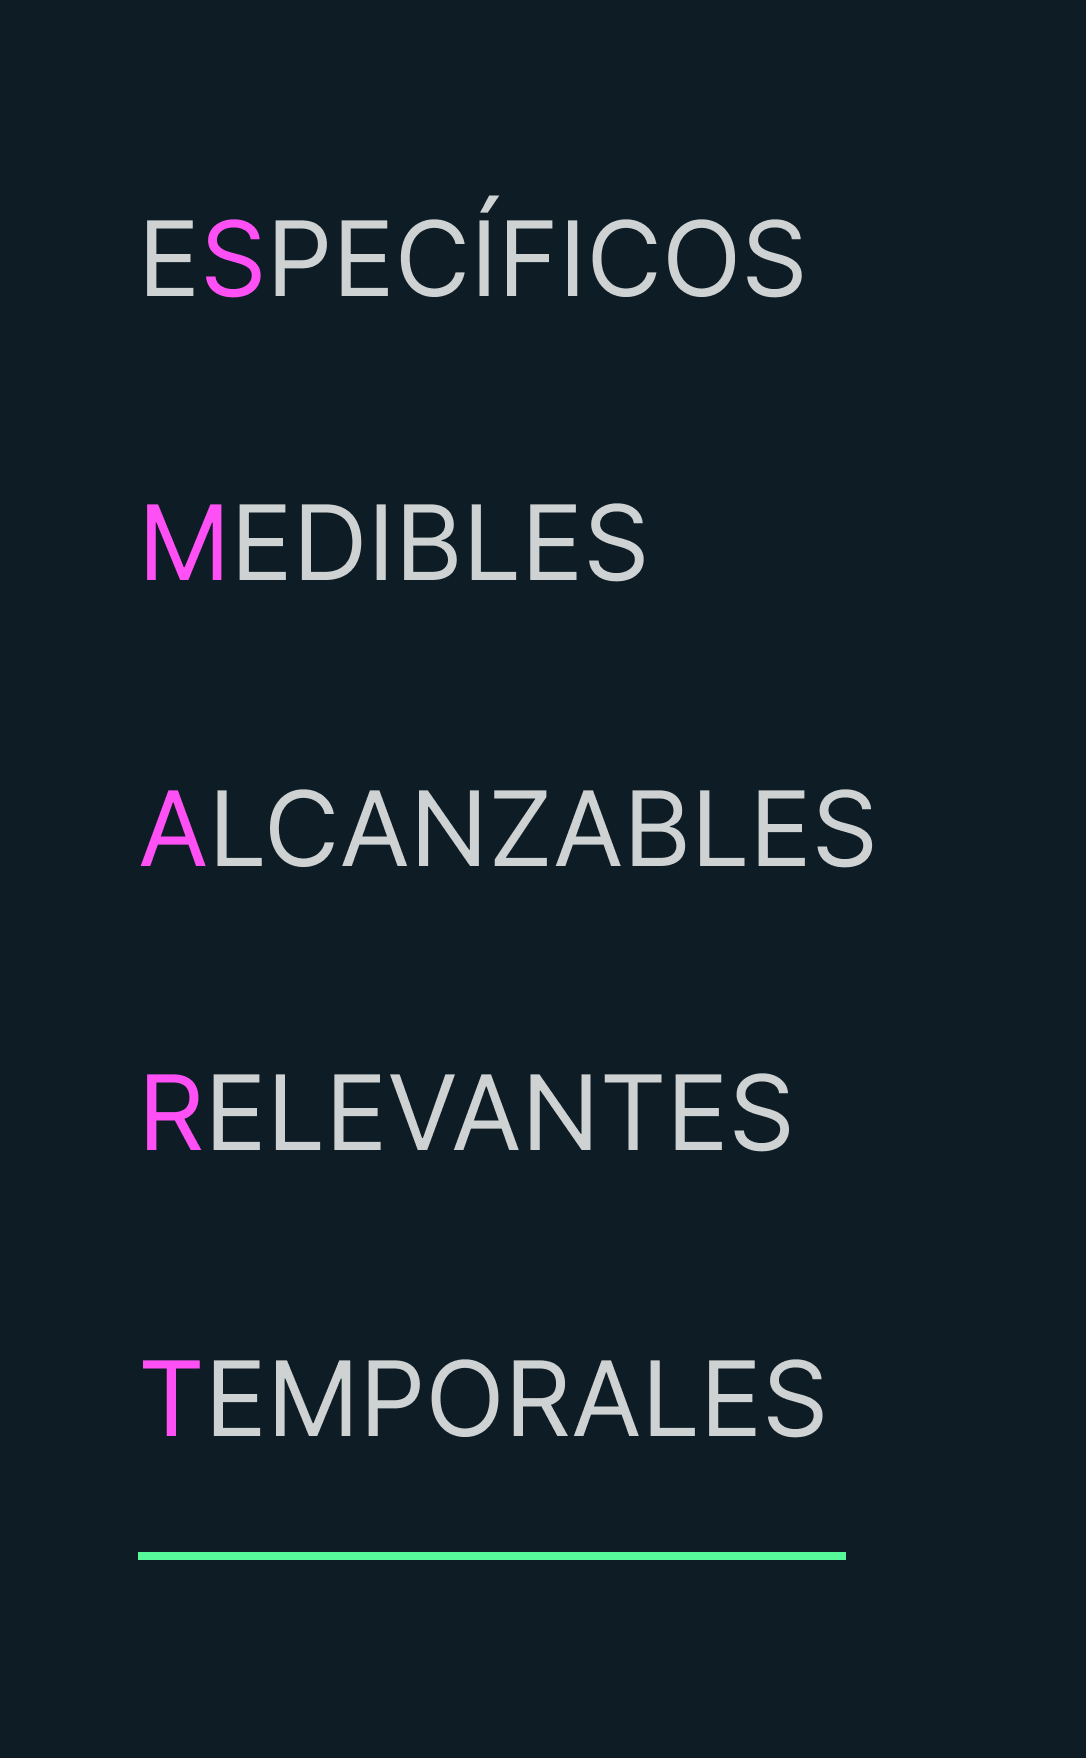 ESPECÍFICOS
MEDIBLES
ALCANZABLES
RELEVANTES
TEMPORALES